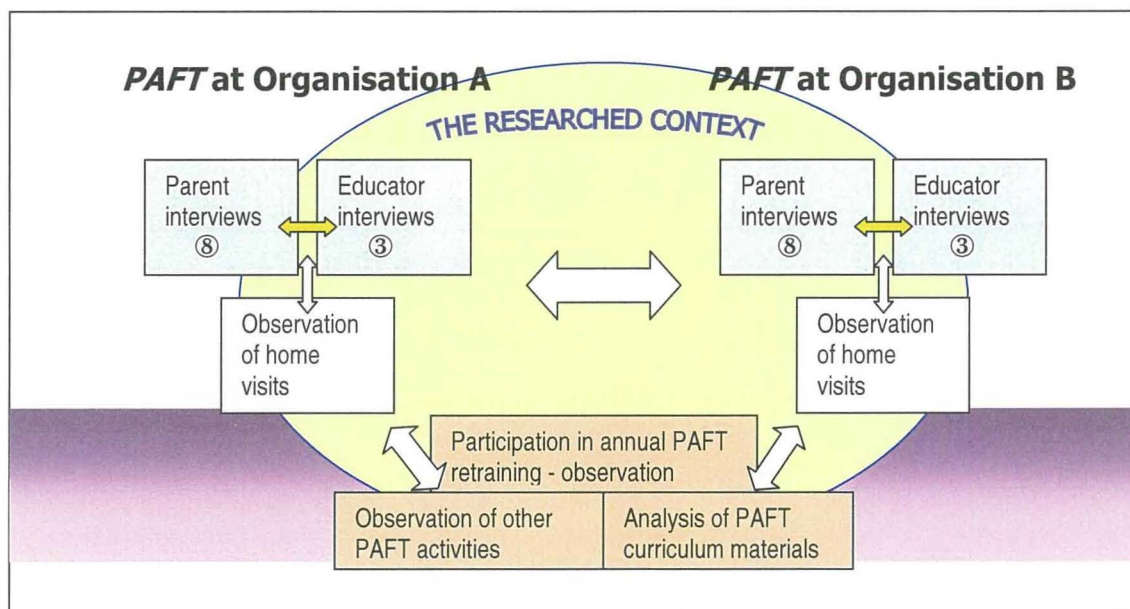 PAFT at Organisation A
PAFT at Organisation B
THE RESEARCHED CONTEXT
Parent
interviews
⑧
Educator
interviews
③
Observation
of home
visits
Parent
interviews
⑧
Educator
interviews
③
Observation
of home
visits
Participation in annual PAFT
retraining - observation
Observation of other
PAFT activities
Analysis of PAFT
curriculum materials